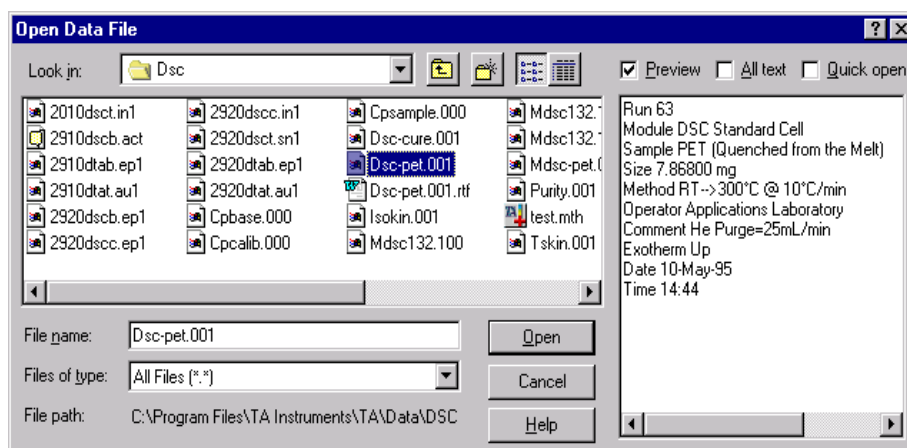 Open Data File
Look in: Dsc
Preview All text Quick open
2010dsct.in1
2910dscb.act
2910dtab.ep1
2910dtat.au1
2920dscb.ep1
2920dscc.ep1
2920dscc.in1
2920dsct.sn1
2920dtab.ep1
2920dtat.au1
Cpbase.000
Cpcalib.000
Cpsample.000
Dsc-cure.001
Dsc-pet.001
Dsc-pet.001.rtf
Isokin.001
Mdsc132.100
Mdsc132.1
Mdsc132.1
Mdsc-pet.0
Purity.001
test.mth
Tskin.001
Run 63
Module DSC Standard Cell
Sample PET (Quenched from the Melt)
Size 7.86800 mg
Method RT-->300°C @ 10°C/min
Operator Applications Laboratory
Comment He Purge=25mL/min
Exotherm Up
Date 10-May-95
Time 14:44
File name: Dsc-pet.001
Open
Files of type: All Files (*.*)
Cancel
File path: C:\Program Files\TA Instruments\TA\Data\DSC
Help